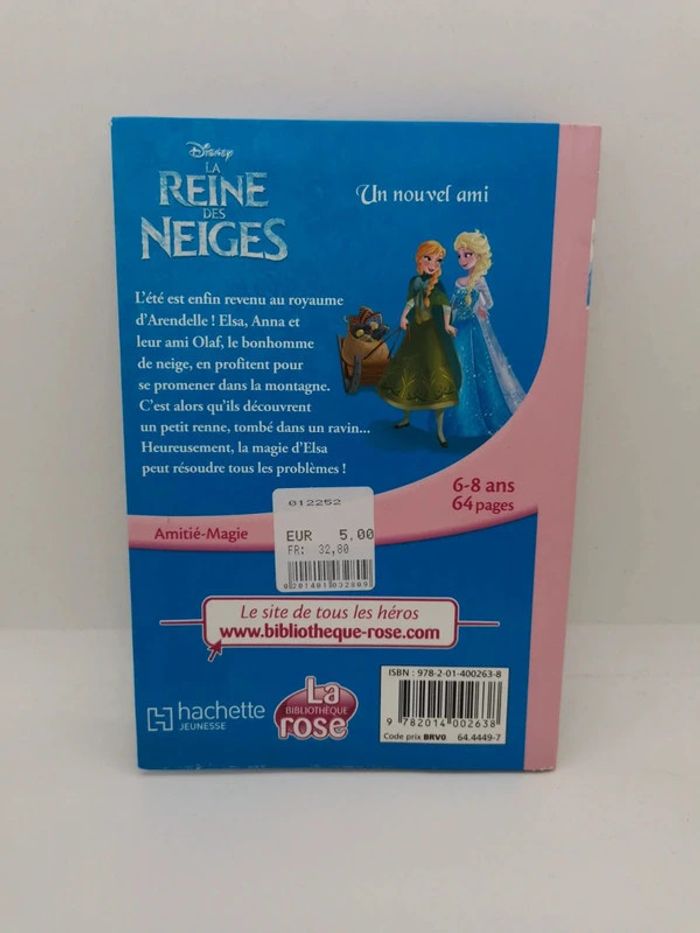 Disney
LA
REINE
DES
NEIGES
Un nouvel ami
L'été est enfin revenu au royaume
d'Arendelle ! Elsa, Anna et
leur ami Olaf, le bonhomme
de neige, en profitent pour
se promener dans la montagne.
C'est alors qu'ils découvrent
un petit renne, tombé dans un ravin...
Heureusement, la magie d'Elsa
peut résoudre tous les problèmes !
6-8 ans
64 pages
Amitié-Magie
012252
EUR 5,00
FR: 32,80
0201401032809
Le site de tous les héros
www.bibliotheque-rose.com
hachette
JEUNESSE
La
BIBLIOTHÈQUE
rose
ISBN : 978-2-01-400263-8
9 782014 002638
Code prix BRV0 64.4449-7